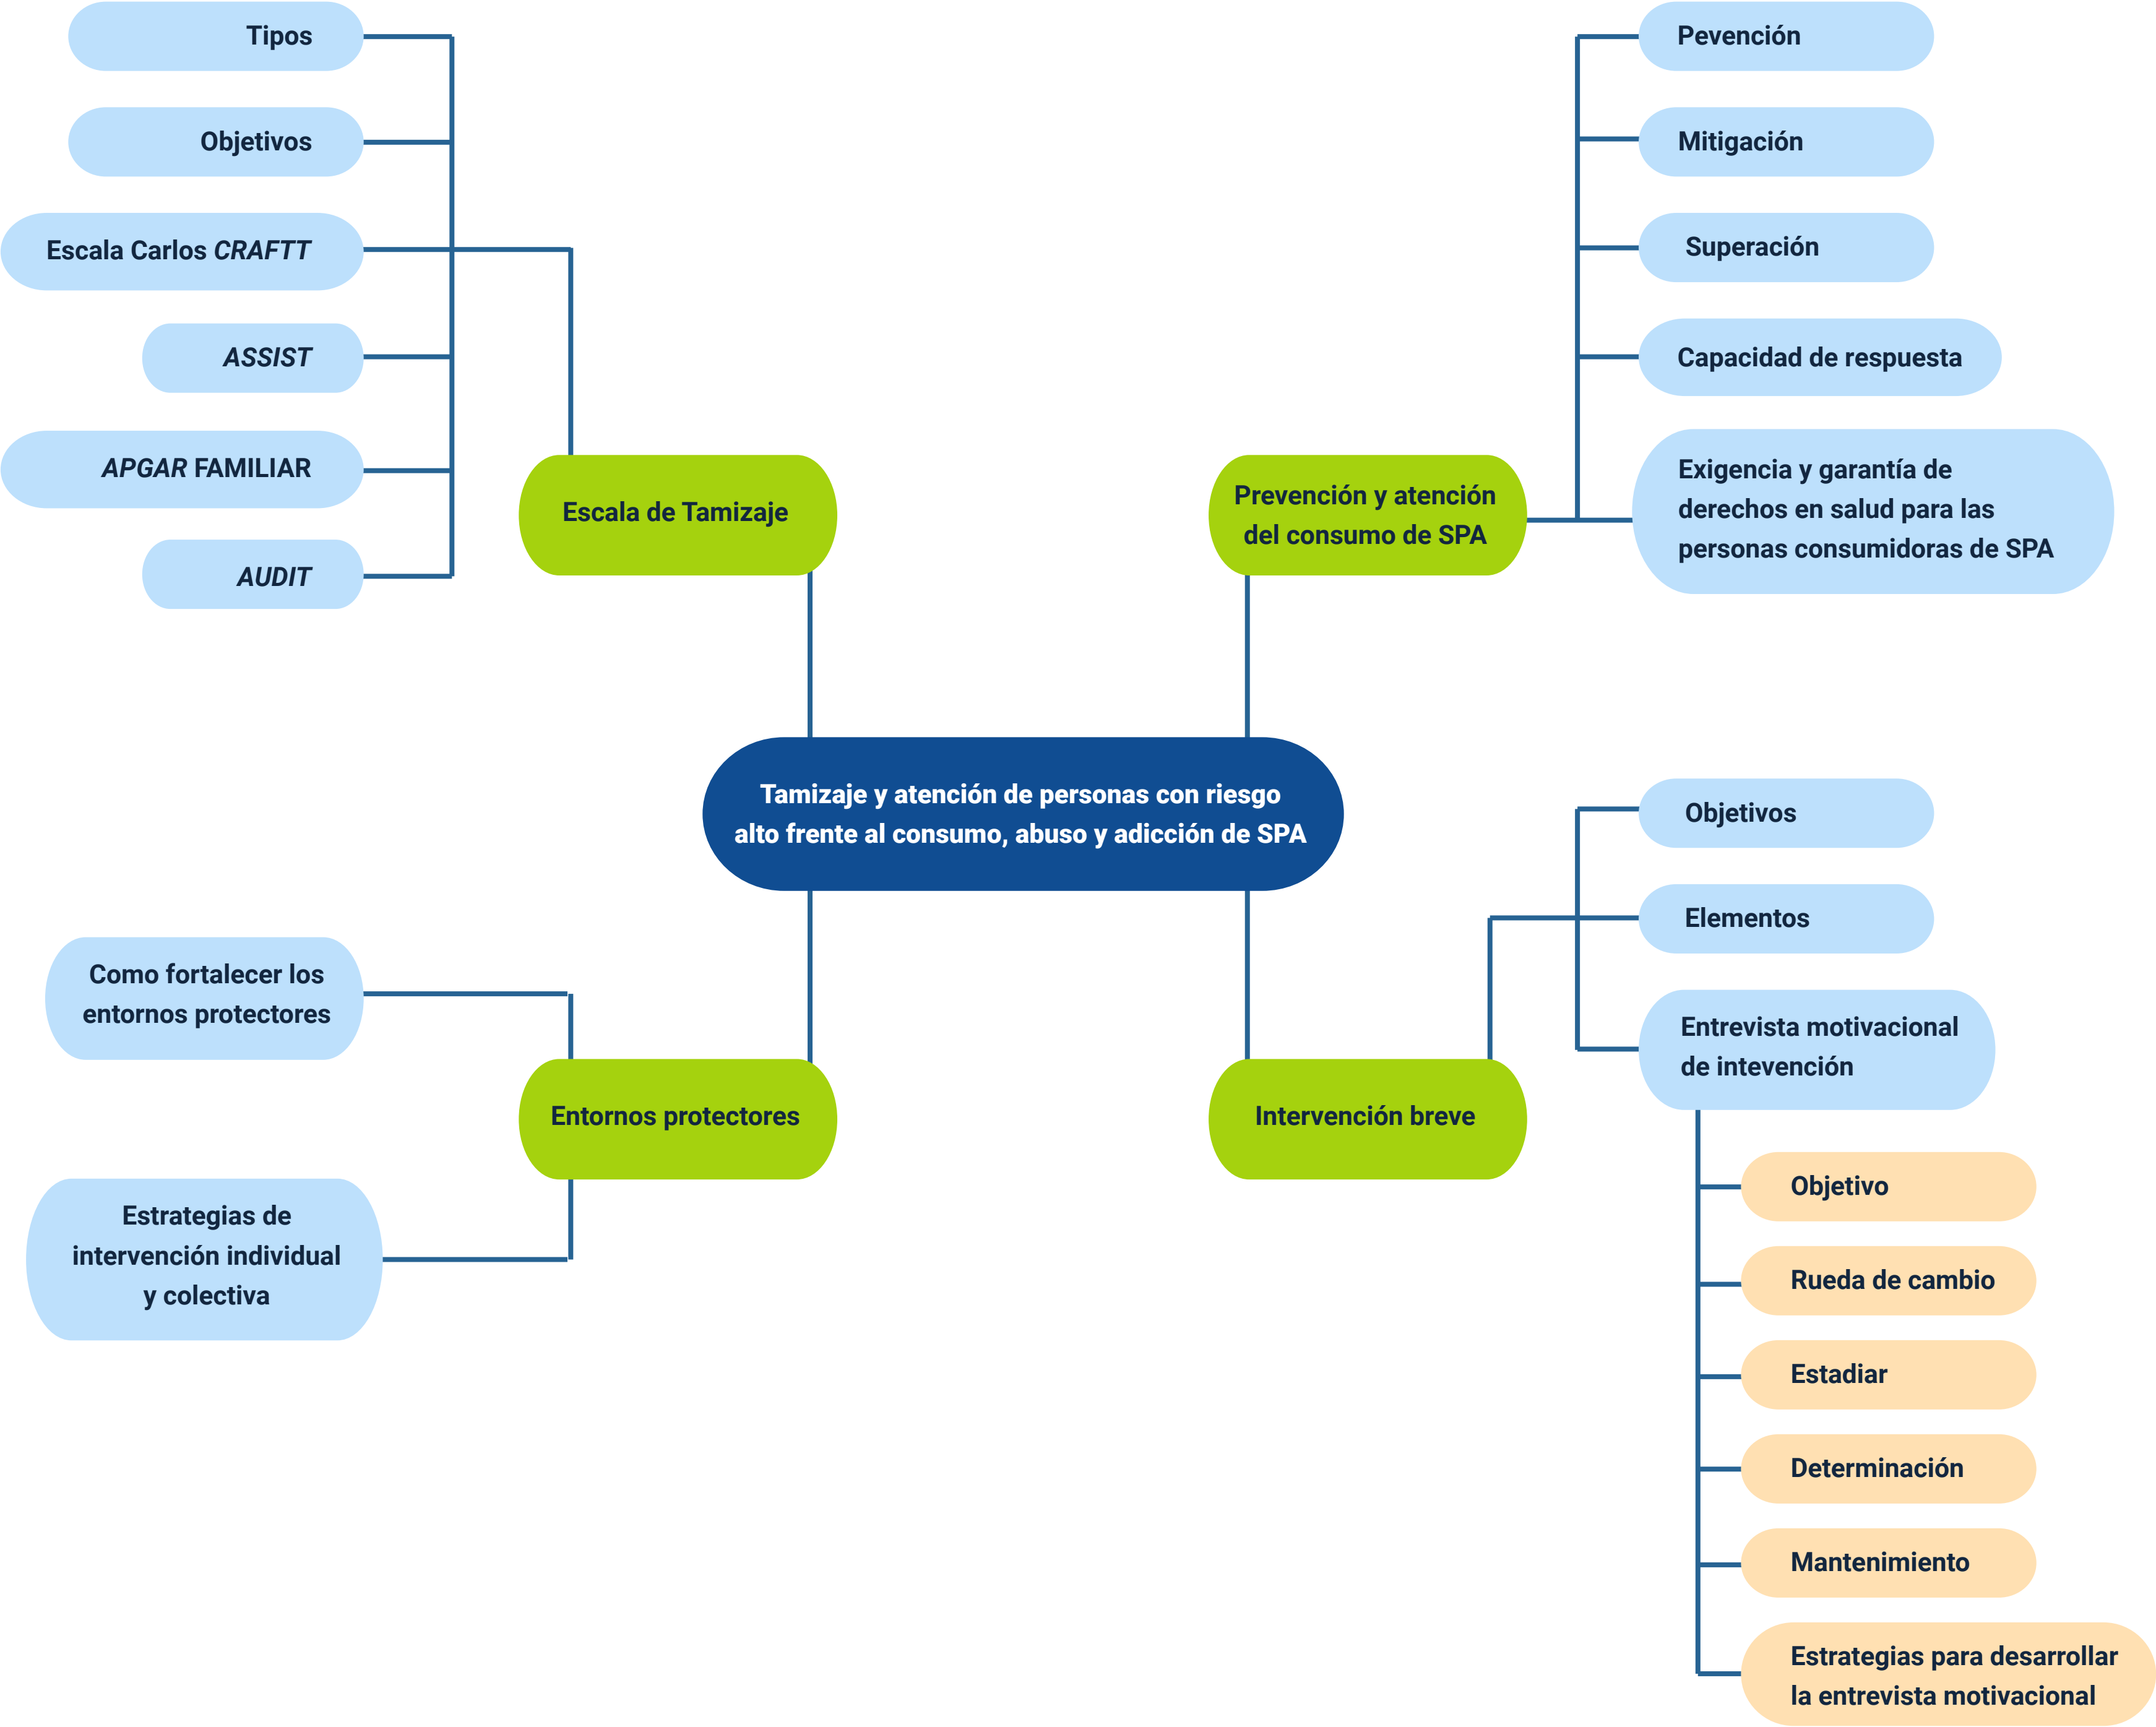 Tipos
Objetivos
Escala Carlos CRAFTT
ASSIST
APGAR FAMILIAR
AUDIT
Escala de Tamizaje
Pevención
Mitigación
Superación
Capacidad de respuesta
Exigencia y garantía de
derechos en salud para las
personas consumidoras de SPA
Prevención y atención
del consumo de SPA
Tamizaje y atención de personas con riesgo
alto frente al consumo, abuso y adicción de SPA
Como fortalecer los
entornos protectores
Entornos protectores
Estrategias de
intervención individual
y colectiva
Intervención breve
Objetivos
Elementos
Entrevista motivacional
de intevención
Objetivo
Rueda de cambio
Estadiar
Determinación
Mantenimiento
Estrategias para desarrollar
la entrevista motivacional